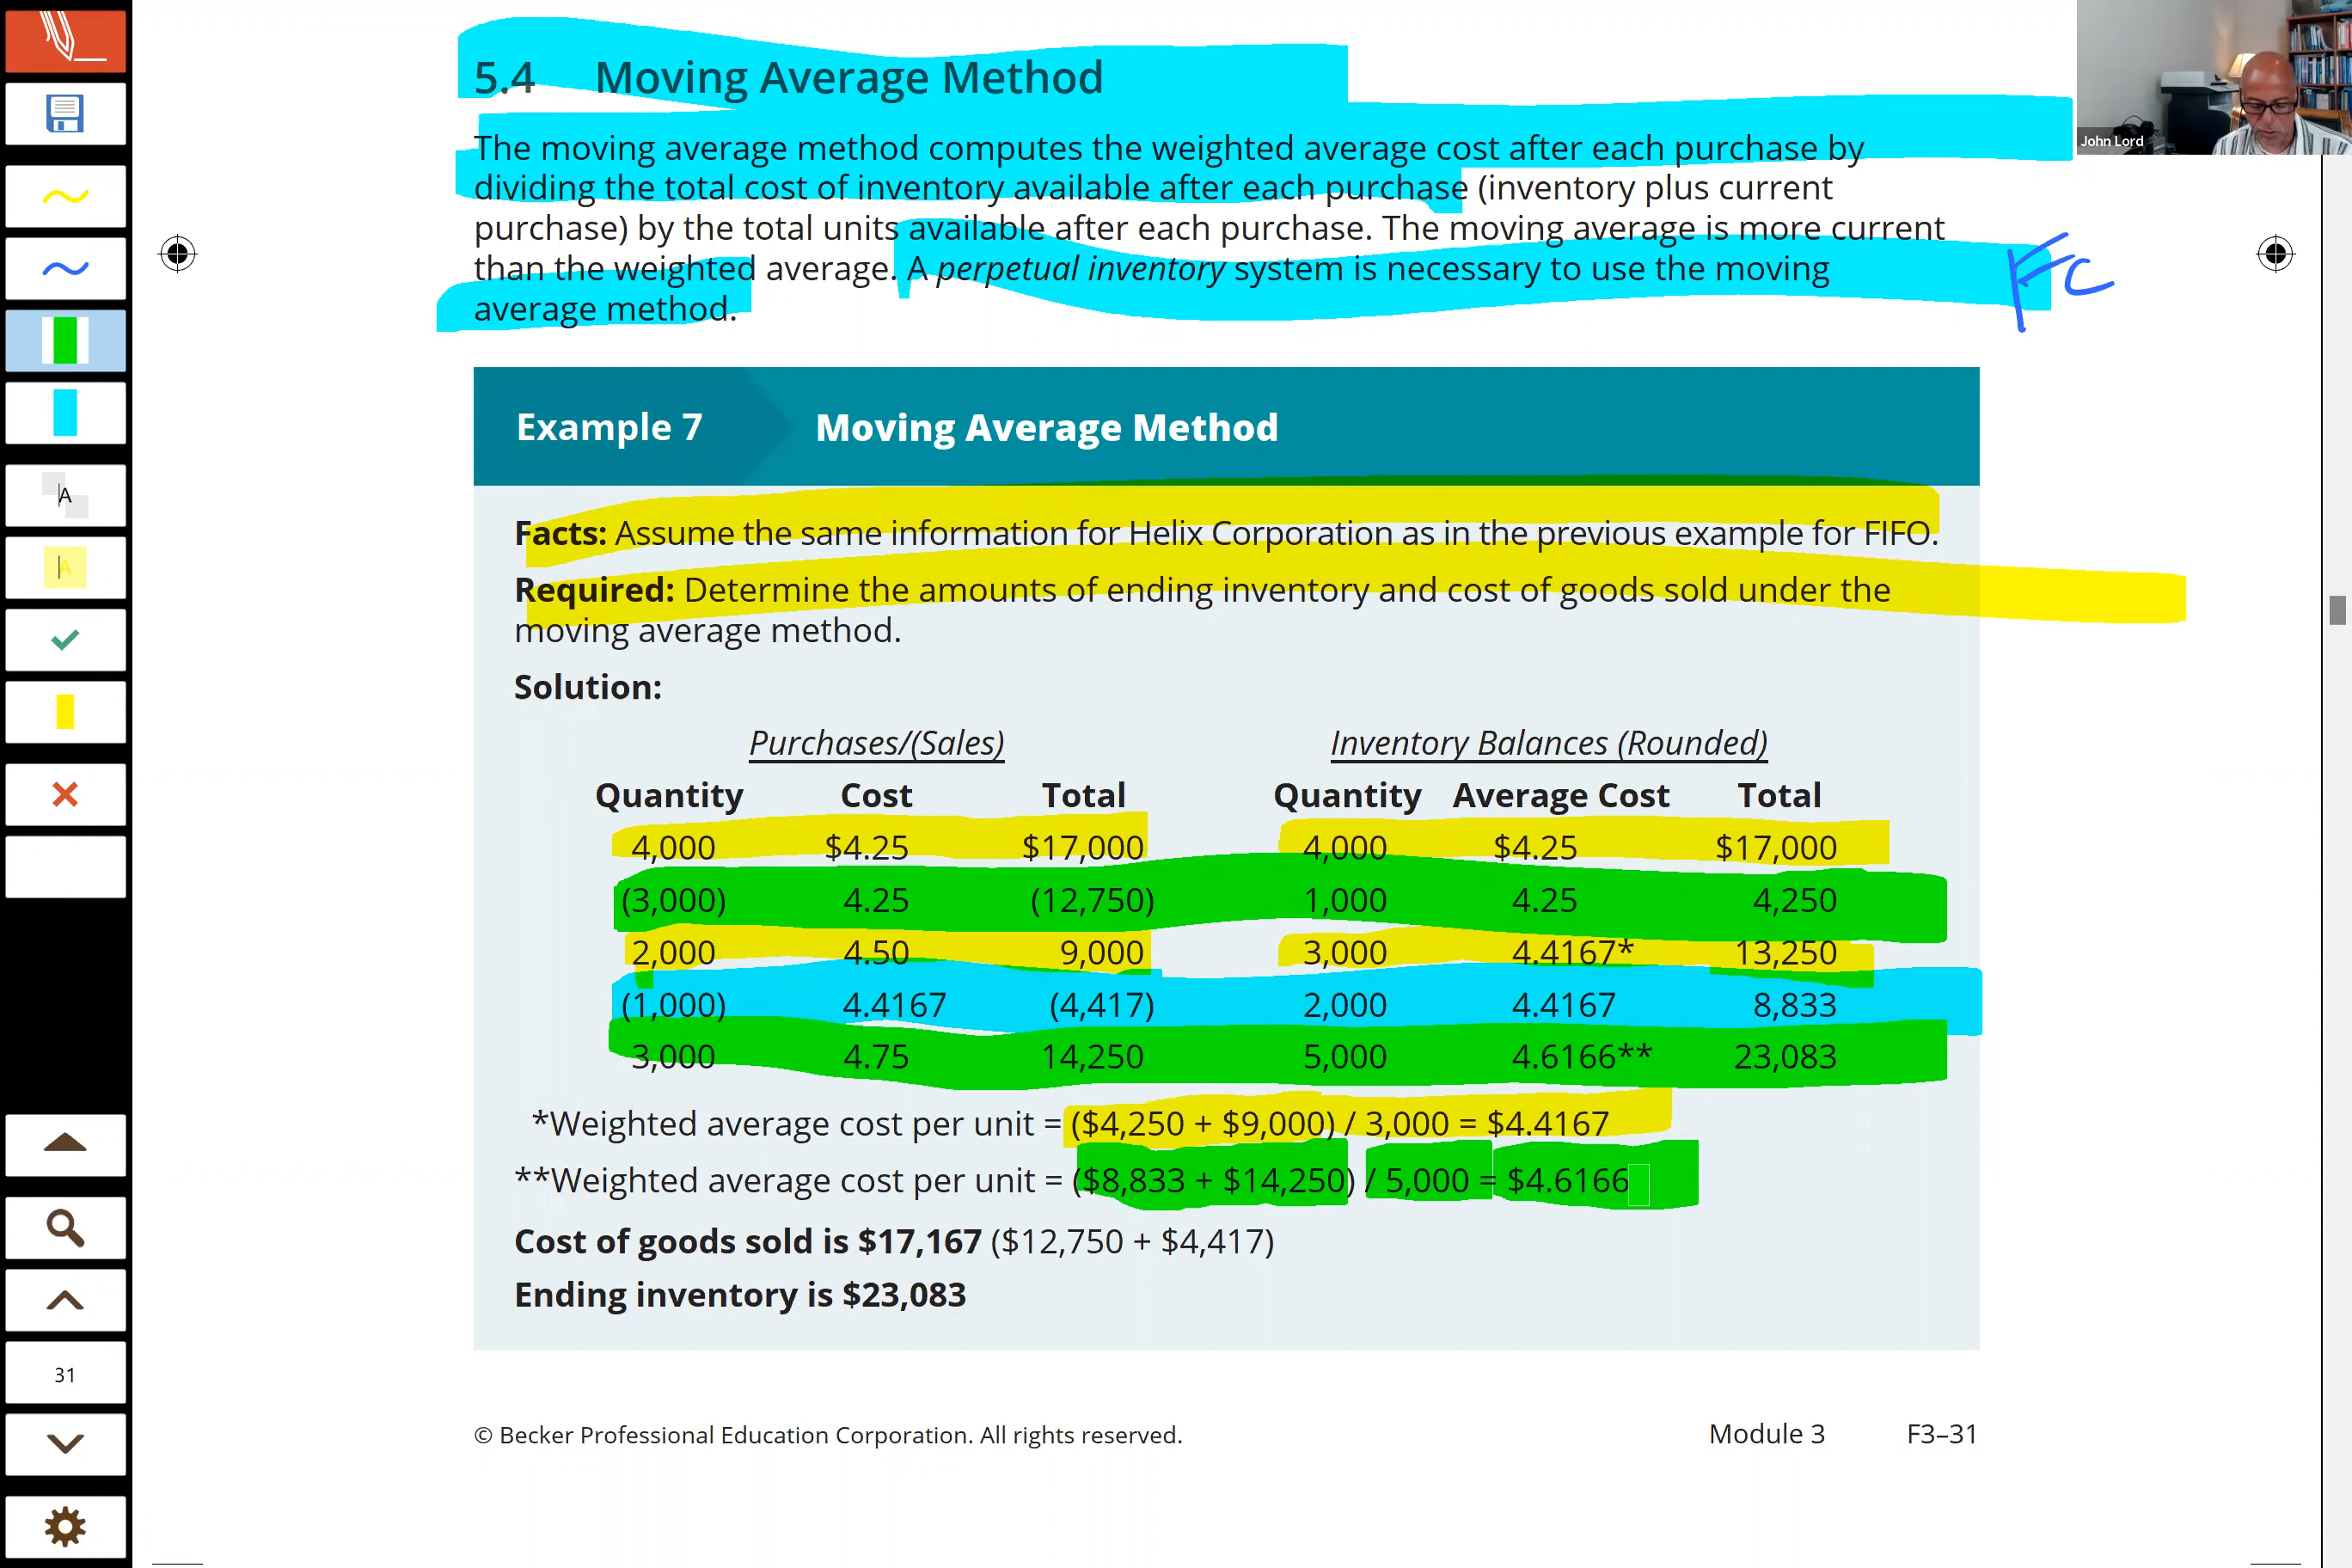 5.4 Moving Average Method
John Lord
The moving average method computes the weighted average cost after each purchase by
dividing the total cost of inventory available after each purchase (inventory plus current
purchase) by the total units available after each purchase. The moving average is more current
than the weighted average. A perpetual inventory system is necessary to use the moving
average method.
FC
Example 7 Moving Average Method
Facts: Assume the same information for Helix Corporation as in the previous example for FIFO.
Required: Determine the amounts of ending inventory and cost of goods sold under the
moving average method.
Solution:
Purchases/(Sales) Inventory Balances (Rounded)
Quantity Cost Total Quantity Average Cost Total
4,000 $4.25 $17,000 4,000 $4.25 $17,000
(3,000) 4.25 (12,750) 1,000 4.25 4,250
2,000 4.50 9,000 3,000 4.4167* 13,250
(1,000) 4.4167 (4,417) 2,000 4.4167 8,833
3,000 4.75 14,250 5,000 4.6166** 23,083
*Weighted average cost per unit = ($4,250 + $9,000) / 3,000 = $4.4167
**Weighted average cost per unit = ($8,833 + $14,250) / 5,000 = $4.6166
Cost of goods sold is $17,167 ($12,750 + $4,417)
Ending inventory is $23,083
© Becker Professional Education Corporation. All rights reserved. Module 3 F3–31
A
A
31